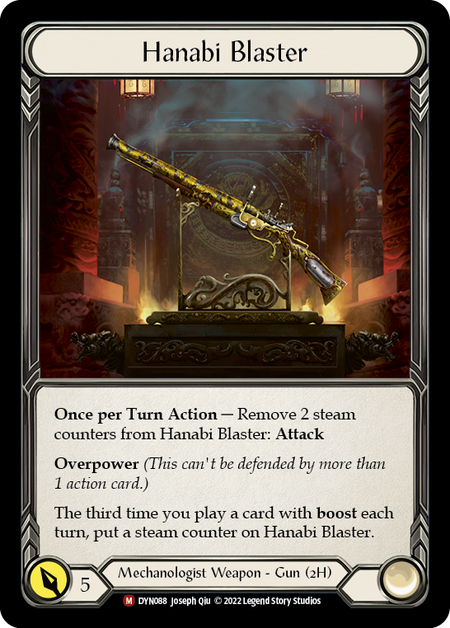 Hanabi Blaster
Once per Turn Action — Remove 2 steam
counters from Hanabi Blaster: Attack
Overpower (This can't be defended by more than
1 action card.)
The third time you play a card with boost each
turn, put a steam counter on Hanabi Blaster.
5
Mechanologist Weapon - Gun (2H)
M DYN088 Joseph Qiu © 2022 Legend Story Studios